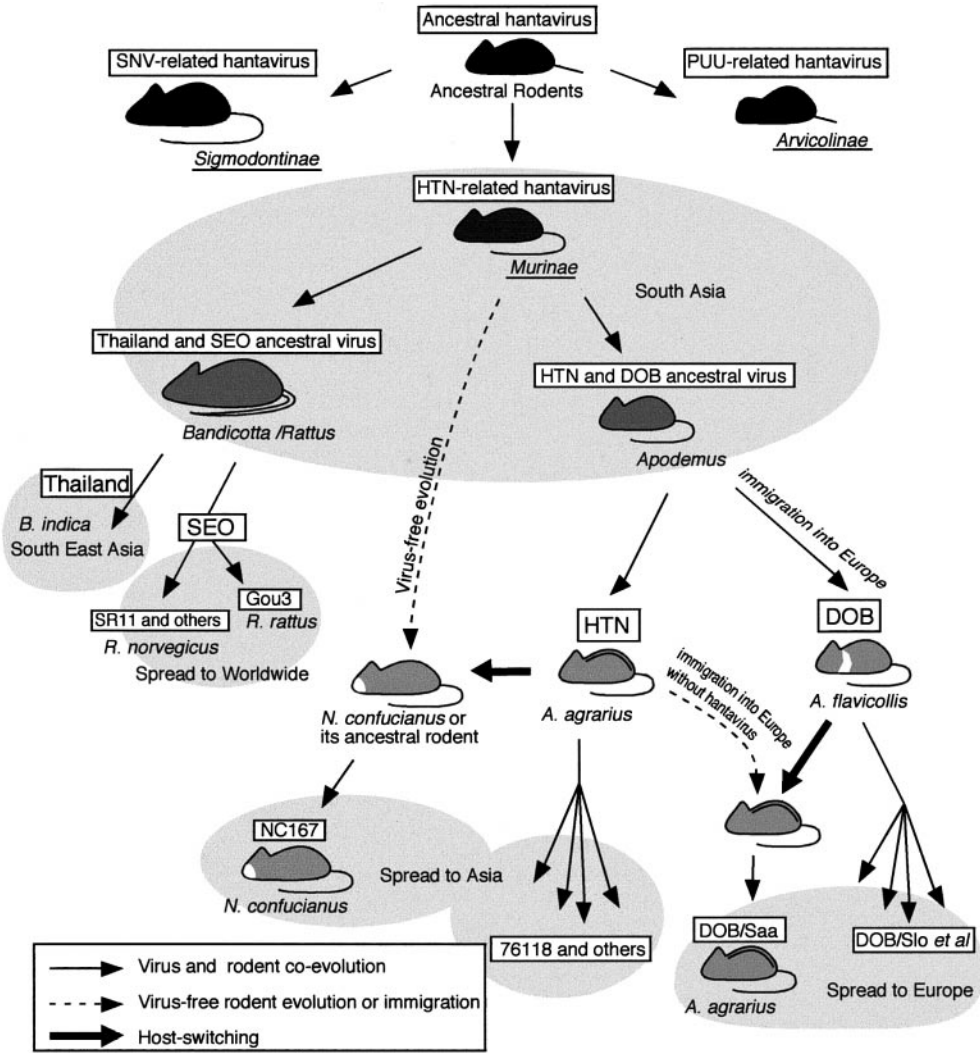 Ancestral hantavirus
SNV-related hantavirus
PUU-related hantavirus
Ancestral Rodents
Sigmodontinae
Arvicolinae
HTN-related hantavirus
Murinae
South Asia
Thailand and SEO ancestral virus
HTN and DOB ancestral virus
Bandicotta /Rattus
Apodemus
Thailand
B. indica
South East Asia
SEO
Gou3
R. rattus
SR11 and others
R. norvegicus
Spread to Worldwide
Virus-free evolution
immigration into Europe
HTN
DOB
A. agrarius
A. flavicollis
N. confucianus or
its ancestral rodent
immigration into Europe
without hantavirus
NC167
N. confucianus
Spread to Asia
76118 and others
DOB/Saa
A. agrarius
DOB/Slo et al
Spread to Europe
Virus and rodent co-evolution
Virus-free rodent evolution or immigration
Host-switching